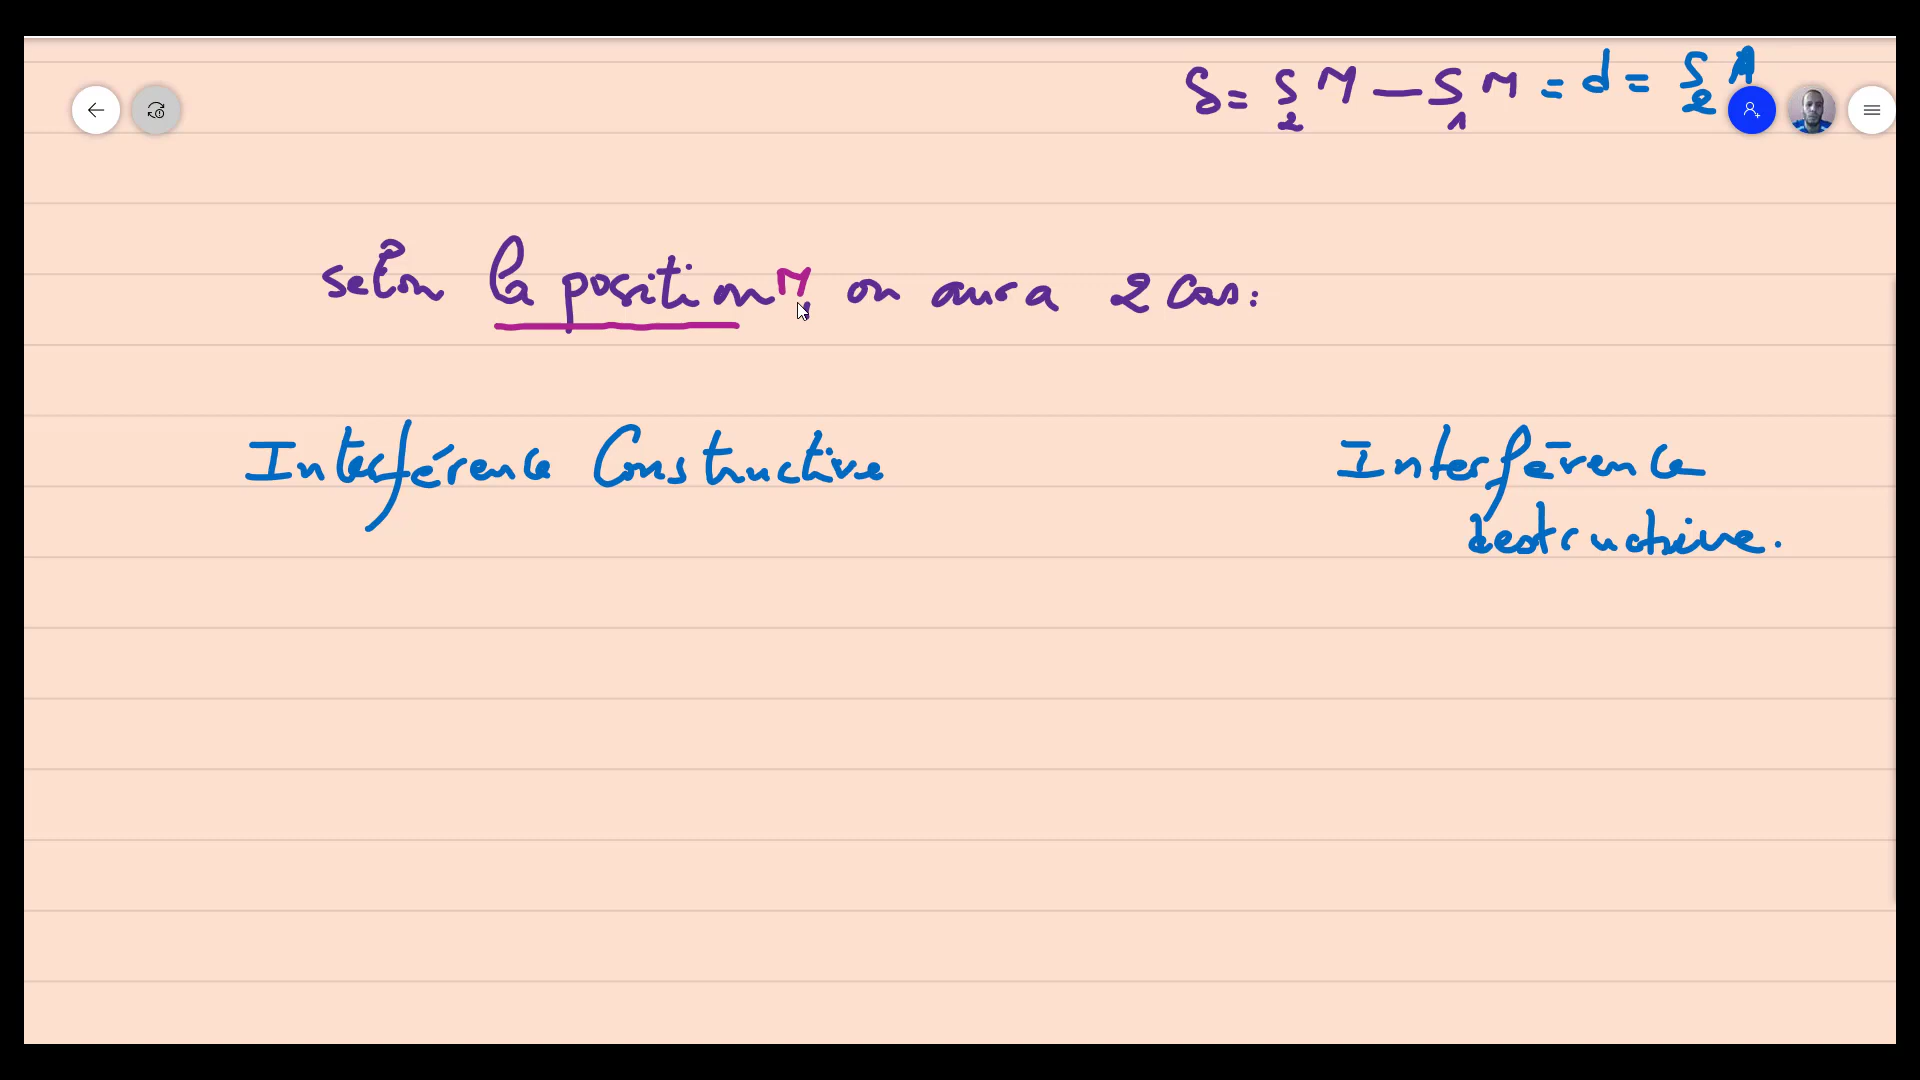 δ = S₂M — S₁M = d = S₂A
selon la position M, on aura 2 cas:
Interférence Constructive
Interférence
destructive.